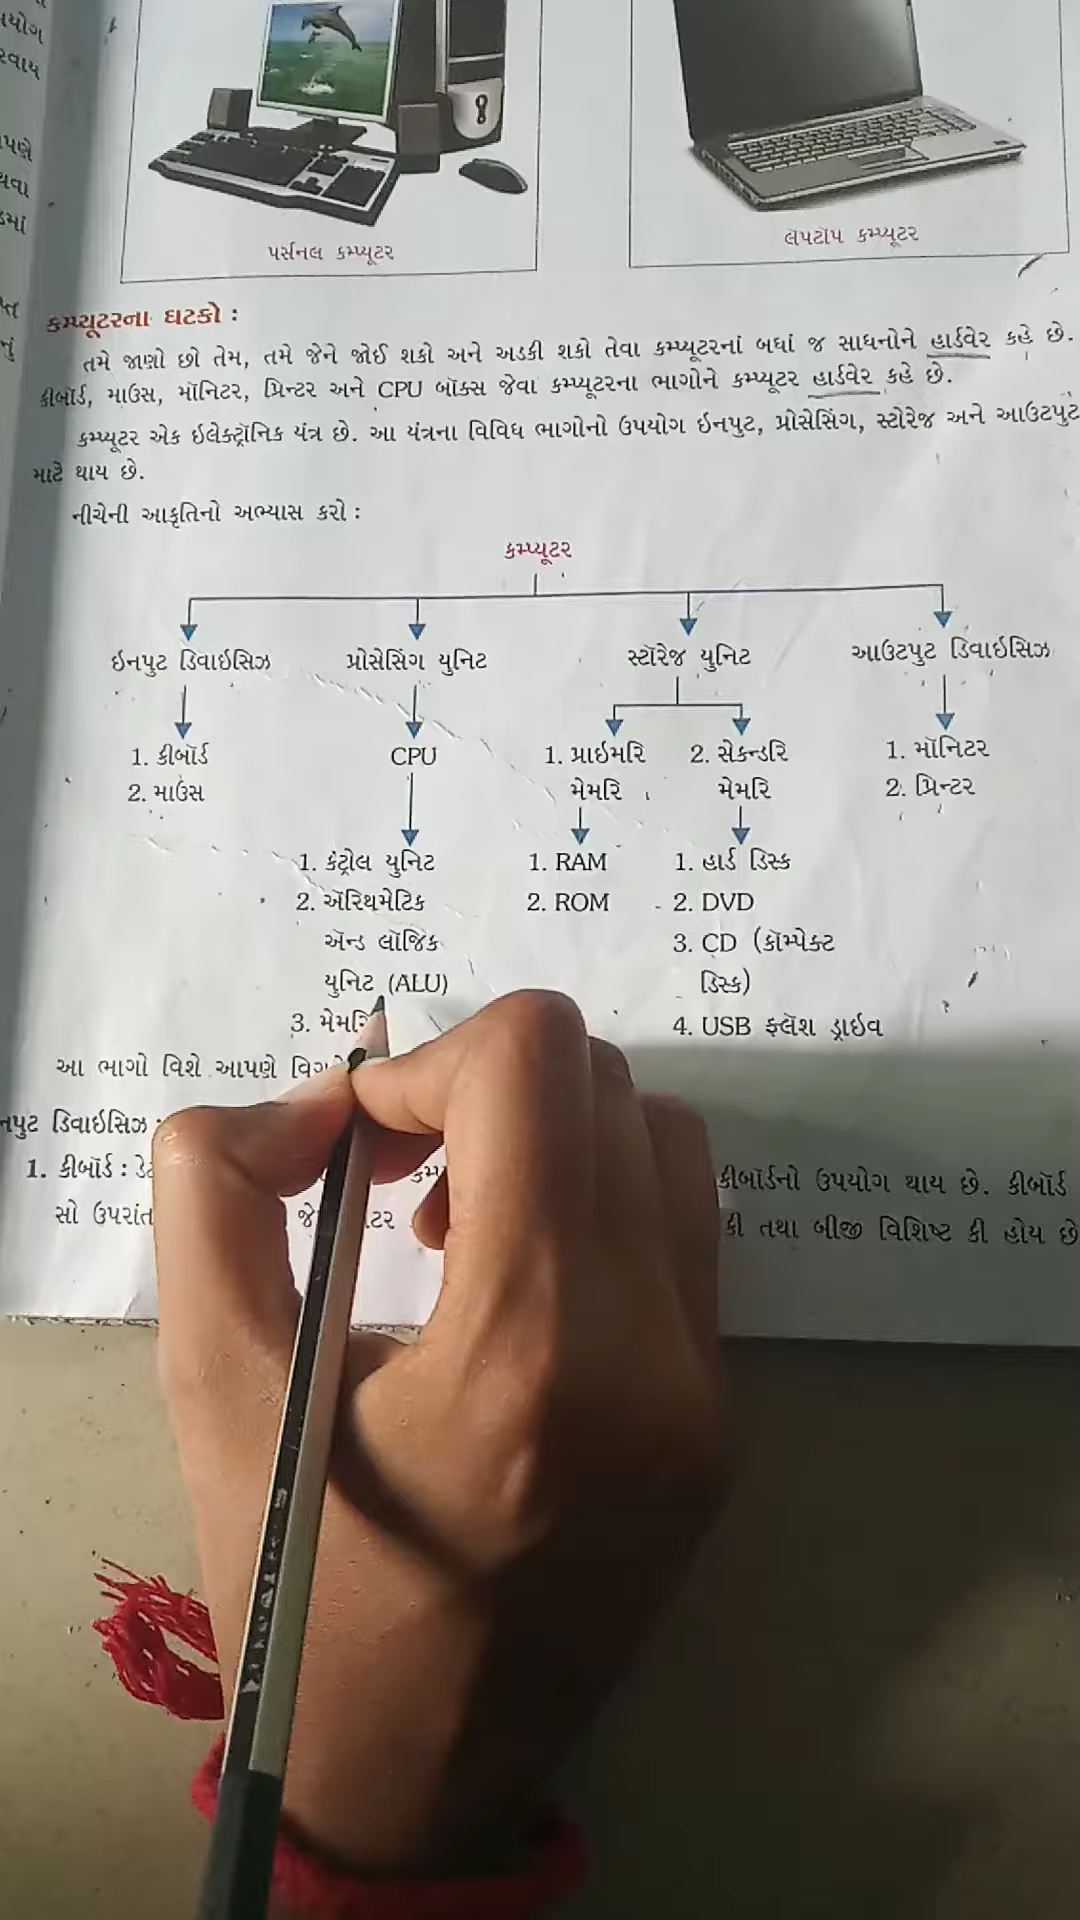 પર્સનલ કમ્પ્યૂટર
લૅપટૉપ કમ્પ્યૂટર
કમ્પ્યૂટરના ઘટકો :
તમે જાણો છો તેમ, તમે જેને જોઈ શકો અને અડકી શકો તેવા કમ્પ્યૂટરનાં બધાં જ સાધનોને હાર્ડવેર કહે છે.
કીબૉર્ડ, માઉસ, મૉનિટર, પ્રિન્ટર અને CPU બૉક્સ જેવા કમ્પ્યૂટરના ભાગોને કમ્પ્યૂટર હાર્ડવેર કહે છે.
કમ્પ્યૂટર એક ઇલેક્ટ્રૉનિક યંત્ર છે. આ યંત્રના વિવિધ ભાગોનો ઉપયોગ ઇનપુટ, પ્રોસેસિંગ, સ્ટોરેજ અને આઉટપુટ
માટે થાય છે.
નીચેની આકૃતિનો અભ્યાસ કરો :
કમ્પ્યૂટર
ઇનપુટ ડિવાઇસિઝ પ્રોસેસિંગ યુનિટ સ્ટૉરેજ યુનિટ આઉટપુટ ડિવાઇસિઝ
1. કીબૉર્ડ CPU 1. પ્રાઇમરિ 2. સેકન્ડરિ 1. મૉનિટર
2. માઉસ મેમરિ મેમરિ 2. પ્રિન્ટર
1. કંટ્રોલ યુનિટ 1. RAM 1. હાર્ડ ડિસ્ક
2. ઍરિથમેટિક 2. ROM 2. DVD
ઍન્ડ લૉજિક 3. CD (કૉમ્પેક્ટ
યુનિટ (ALU) ડિસ્ક)
3. મેમરિ 4. USB ફ્લૅશ ડ્રાઇવ
આ ભાગો વિશે આપણે
ડિવાઇસિઝ :
1. કીબૉર્ડ : કીબૉર્ડનો ઉપયોગ થાય છે. કીબૉર્ડ
સો ઉપરાંત કી તથા બીજી વિશિષ્ટ કી હોય છે